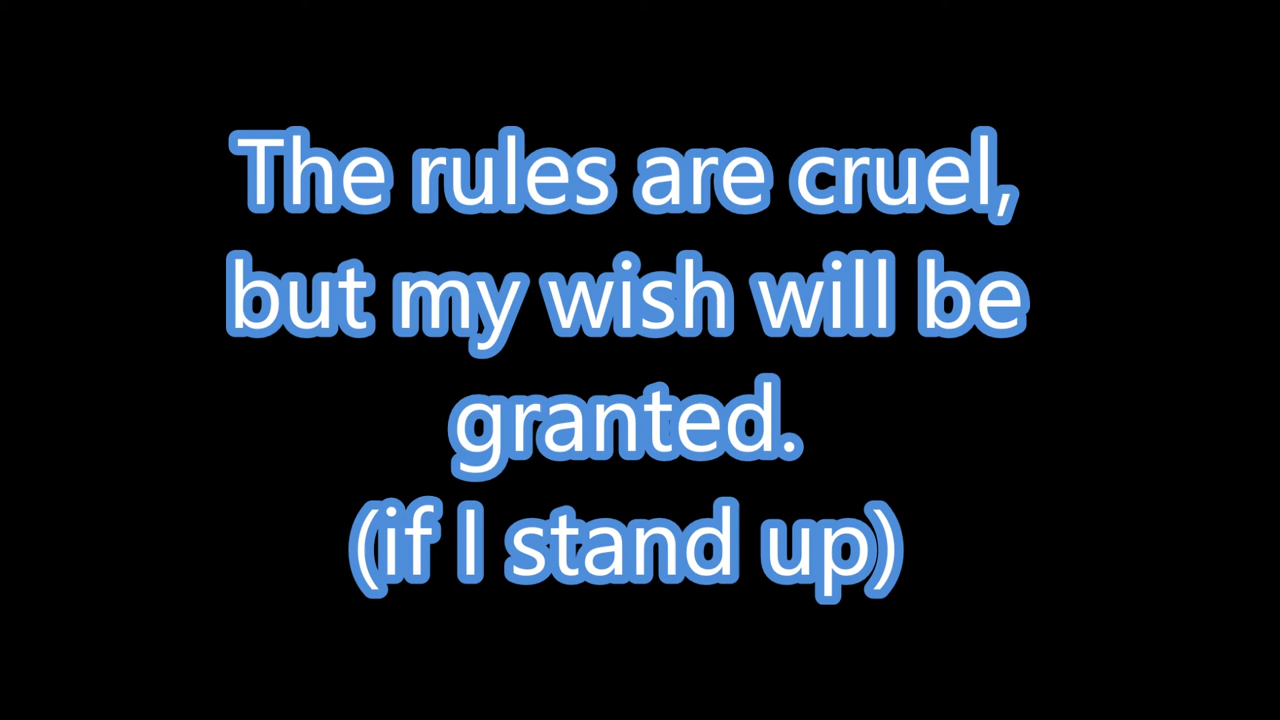 The rules are cruel,
but my wish will be
granted.
(if I stand up)